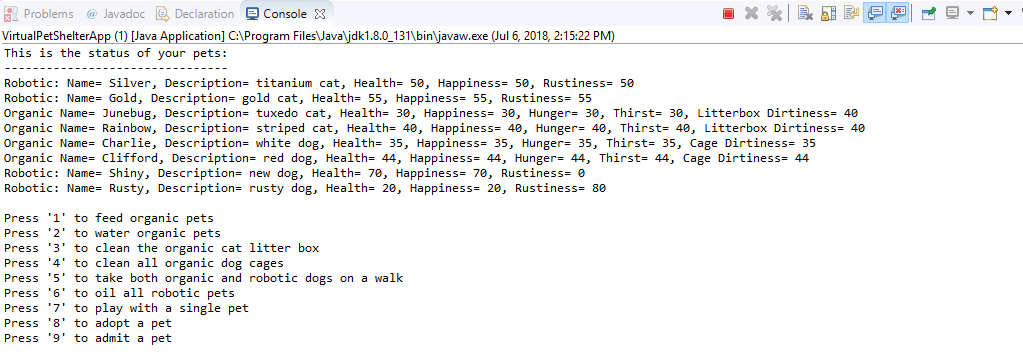 Problems @ Javadoc Declaration Console
VirtualPetShelterApp (1) [Java Application] C:\Program Files\Java\jdk1.8.0_131\bin\javaw.exe (Jul 6, 2018, 2:15:22 PM)
This is the status of your pets:
--------------------------------
Robotic: Name= Silver, Description= titanium cat, Health= 50, Happiness= 50, Rustiness= 50
Robotic: Name= Gold, Description= gold cat, Health= 55, Happiness= 55, Rustiness= 55
Organic Name= Junebug, Description= tuxedo cat, Health= 30, Happiness= 30, Hunger= 30, Thirst= 30, Litterbox Dirtiness= 40
Organic Name= Rainbow, Description= striped cat, Health= 40, Happiness= 40, Hunger= 40, Thirst= 40, Litterbox Dirtiness= 40
Organic Name= Charlie, Description= white dog, Health= 35, Happiness= 35, Hunger= 35, Thirst= 35, Cage Dirtiness= 35
Organic Name= Clifford, Description= red dog, Health= 44, Happiness= 44, Hunger= 44, Thirst= 44, Cage Dirtiness= 44
Robotic: Name= Shiny, Description= new dog, Health= 70, Happiness= 70, Rustiness= 0
Robotic: Name= Rusty, Description= rusty dog, Health= 20, Happiness= 20, Rustiness= 80
Press '1' to feed organic pets
Press '2' to water organic pets
Press '3' to clean the organic cat litter box
Press '4' to clean all organic dog cages
Press '5' to take both organic and robotic dogs on a walk
Press '6' to oil all robotic pets
Press '7' to play with a single pet
Press '8' to adopt a pet
Press '9' to admit a pet